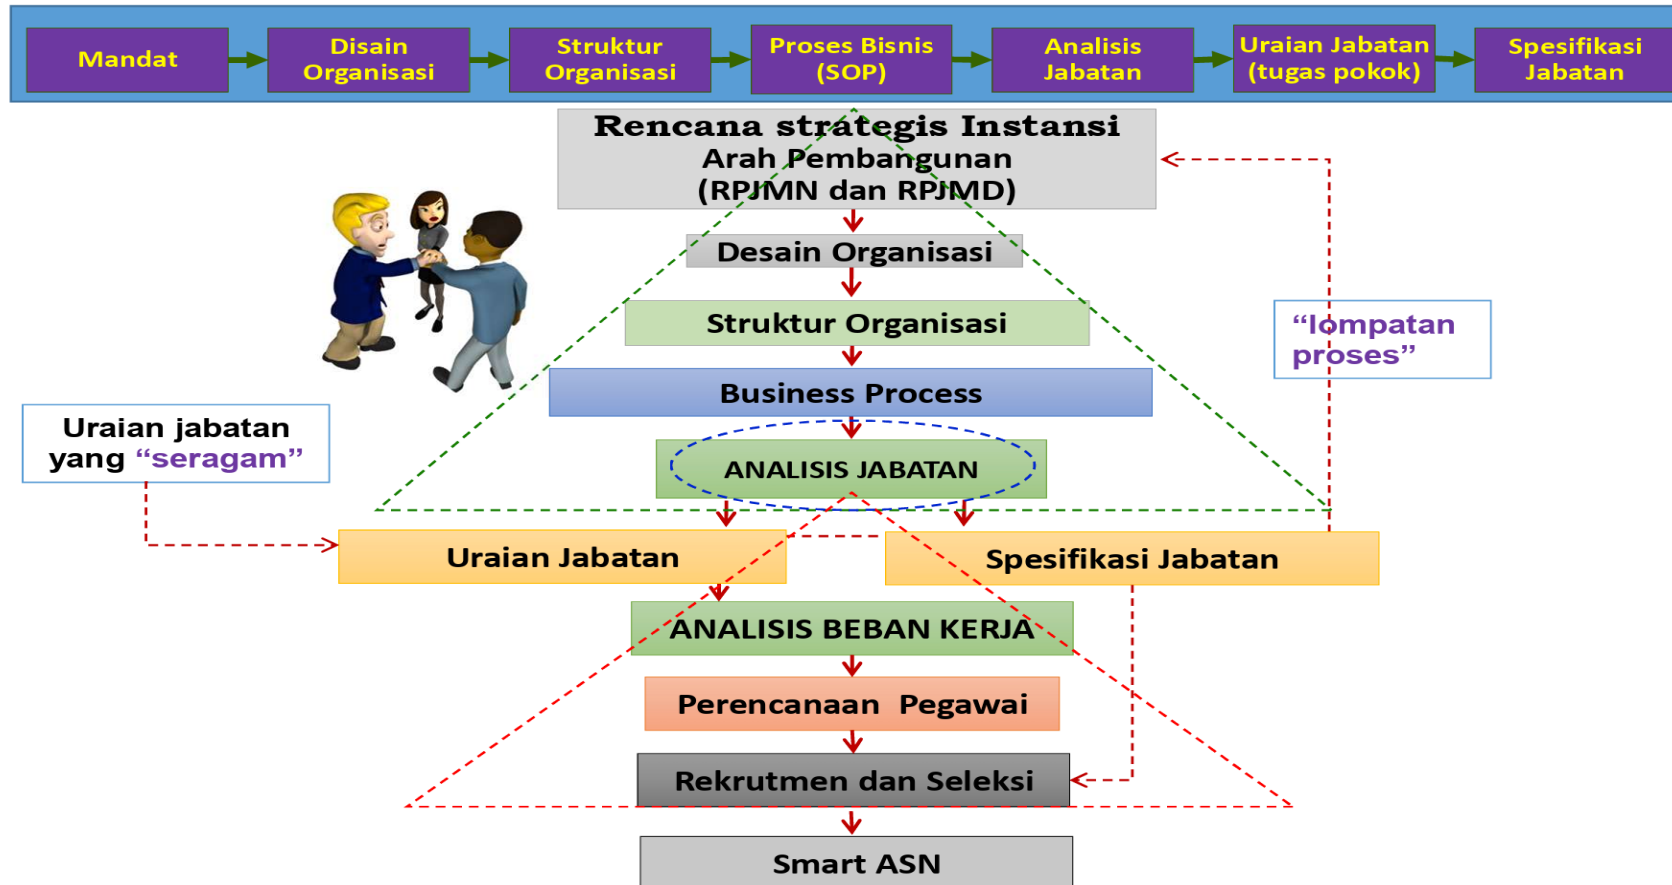 Mandat
Disain
Organisasi
Struktur
Organisasi
Proses Bisnis
(SOP)
Analisis
Jabatan
Uraian Jabatan
(tugas pokok)
Spesifikasi
Jabatan
Rencana strategis Instansi
Arah Pembangunan
(RPJMN dan RPJMD)
Desain Organisasi
Struktur Organisasi
“lompatan
proses”
Business Process
Uraian jabatan
yang “seragam”
ANALISIS JABATAN
Uraian Jabatan
Spesifikasi Jabatan
ANALISIS BEBAN KERJA
Perencanaan Pegawai
Rekrutmen dan Seleksi
Smart ASN